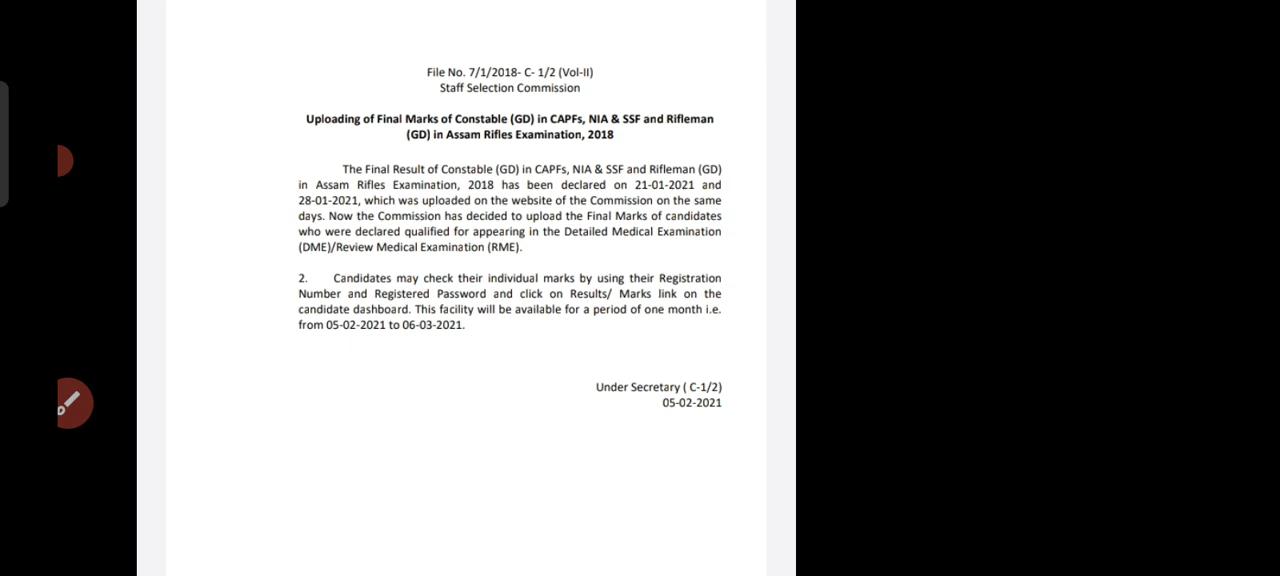 File No. 7/1/2018- C- 1/2 (Vol-II)
Staff Selection Commission
Uploading of Final Marks of Constable (GD) in CAPFs, NIA & SSF and Rifleman
(GD) in Assam Rifles Examination, 2018
The Final Result of Constable (GD) in CAPFs, NIA & SSF and Rifleman (GD)
in Assam Rifles Examination, 2018 has been declared on 21-01-2021 and
28-01-2021, which was uploaded on the website of the Commission on the same
days. Now the Commission has decided to upload the Final Marks of candidates
who were declared qualified for appearing in the Detailed Medical Examination
(DME)/Review Medical Examination (RME).
2. Candidates may check their individual marks by using their Registration
Number and Registered Password and click on Results/ Marks link on the
candidate dashboard. This facility will be available for a period of one month i.e.
from 05-02-2021 to 06-03-2021.
Under Secretary ( C-1/2)
05-02-2021